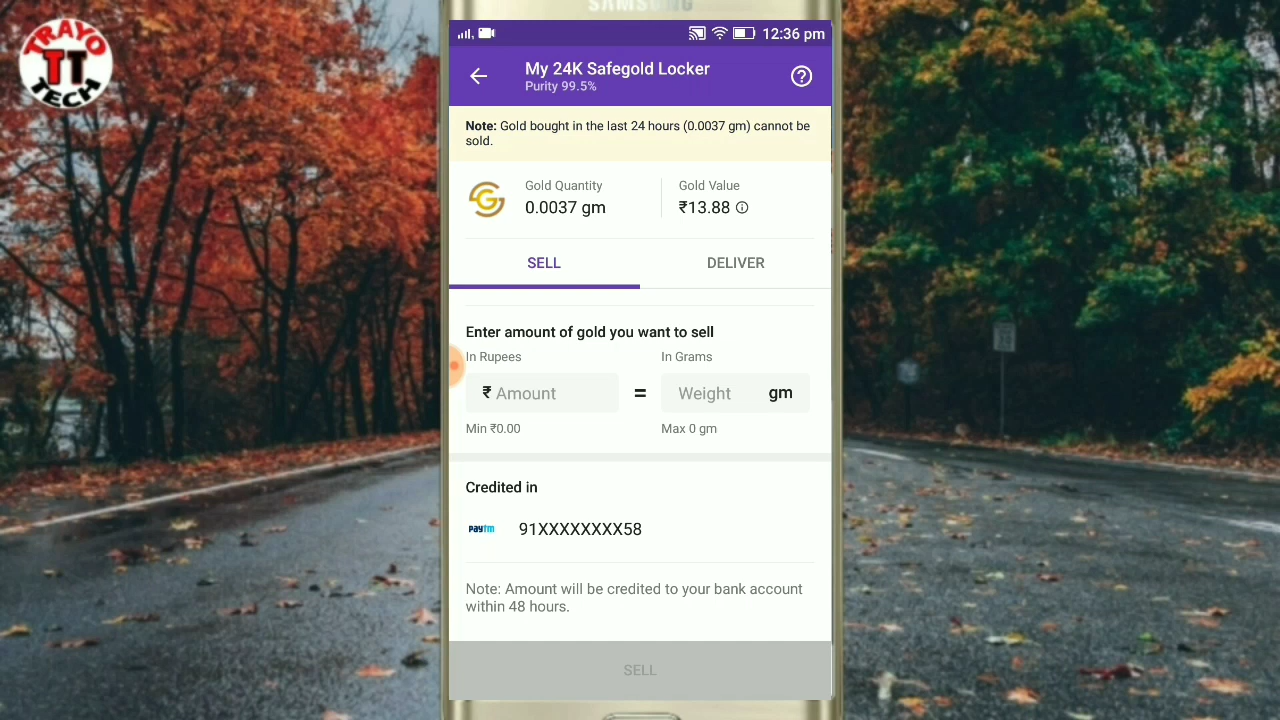 SAMSUNG
TRAYO
TT
TECH
12:36 pm
My 24K Safegold Locker
Purity 99.5%
Note: Gold bought in the last 24 hours (0.0037 gm) cannot be
sold.
G
Gold Quantity
Gold Value
0.0037 gm
₹13.88
SELL
DELIVER
Enter amount of gold you want to sell
In Rupees
In Grams
₹ Amount
=
Weight gm
Min ₹0.00
Max 0 gm
Credited in
paytm
91XXXXXXXX58
Note: Amount will be credited to your bank account
within 48 hours.
SELL